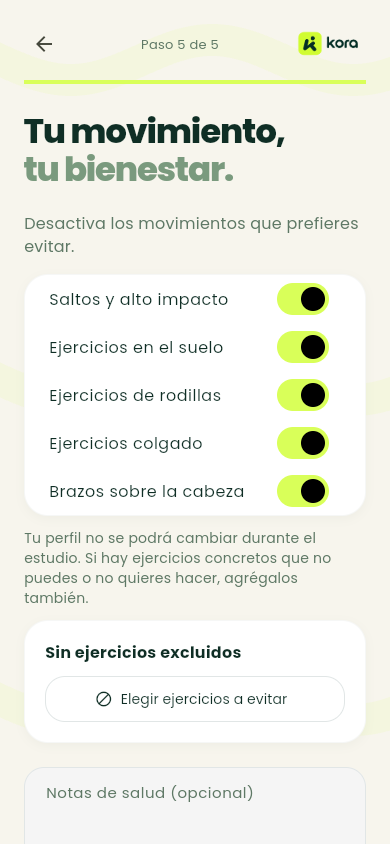 Paso 5 de 5
kora
Tu movimiento,
tu bienestar.
Desactiva los movimientos que prefieres
evitar.
Saltos y alto impacto
Ejercicios en el suelo
Ejercicios de rodillas
Ejercicios colgado
Brazos sobre la cabeza
Tu perfil no se podrá cambiar durante el
estudio. Si hay ejercicios concretos que no
puedes o no quieres hacer, agrégalos
también.
Sin ejercicios excluidos
Elegir ejercicios a evitar
Notas de salud (opcional)